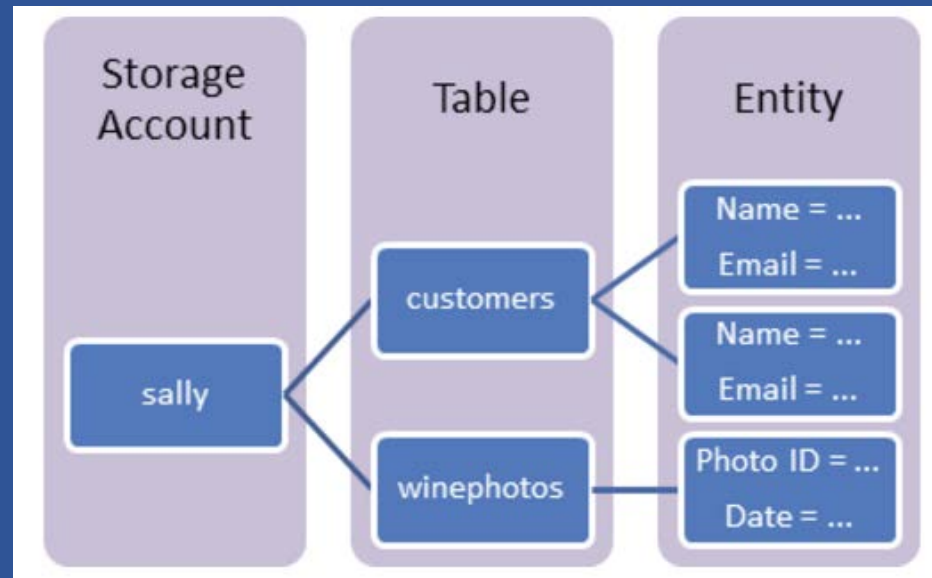 Storage
Account
Table
Entity
sally
customers
winephotos
Name = ...
Email = ...
Name = ...
Email = ...
Photo ID = ...
Date = ...